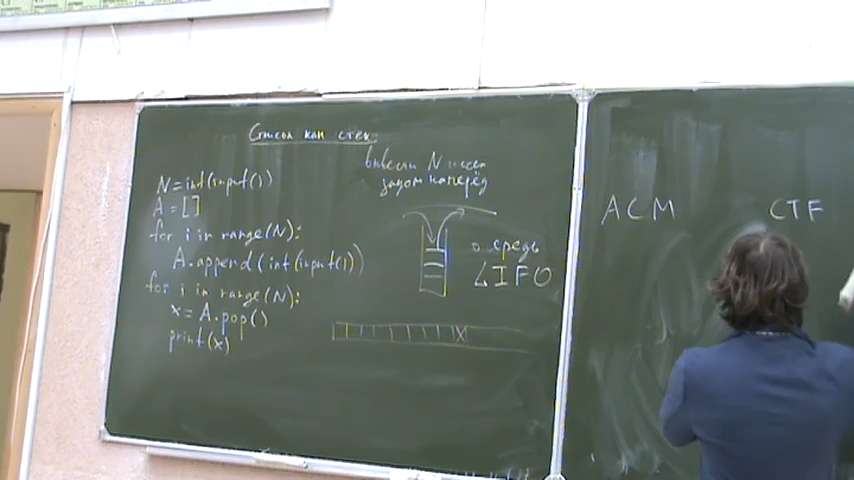 Список как стек
N=int(input())
A=[]
for i in range(N):
A.append(int(input()))
for i in range(N):
x=A.pop()
print(x)
вывести N чисел
задом наперёд
LIFO
ACM CTF